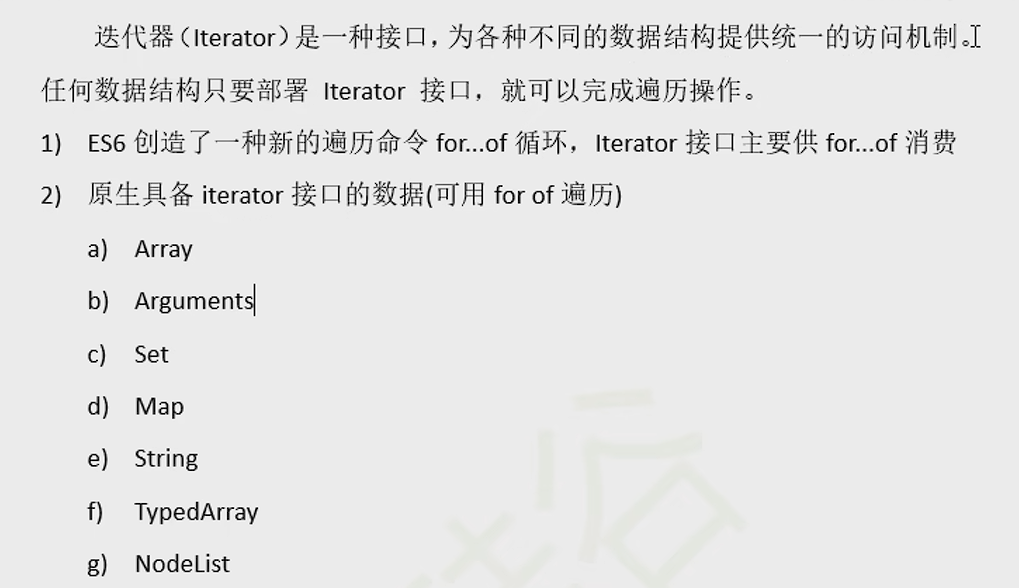 迭代器（Iterator）是一种接口，为各种不同的数据结构提供统一的访问机制。
任何数据结构只要部署 Iterator 接口，就可以完成遍历操作。
1) ES6 创造了一种新的遍历命令 for...of 循环，Iterator 接口主要供 for...of 消费
2) 原生具备 iterator 接口的数据(可用 for of 遍历)
a) Array
b) Arguments
c) Set
d) Map
e) String
f) TypedArray
g) NodeList